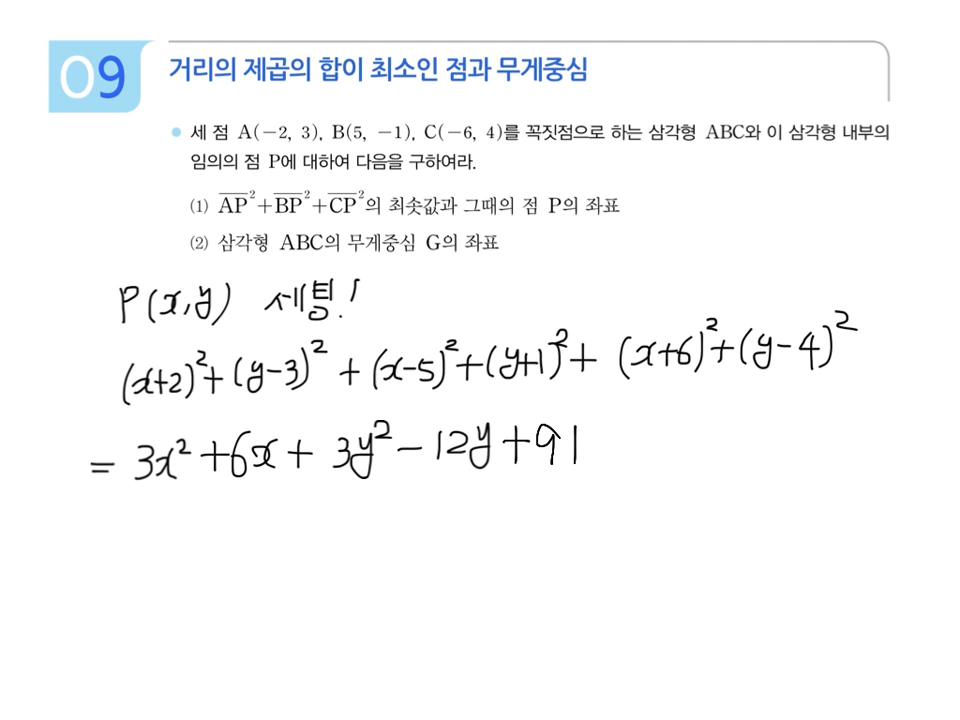 09 거리의 제곱의 합이 최소인 점과 무게중심
● 세 점 A(−2, 3), B(5, −1), C(−6, 4)를 꼭짓점으로 하는 삼각형 ABC와 이 삼각형 내부의
임의의 점 P에 대하여 다음을 구하여라.
⑴ A̅P̅²+B̅P̅²+C̅P̅²의 최솟값과 그때의 점 P의 좌표
⑵ 삼각형 ABC의 무게중심 G의 좌표
P(x,y) 세팅!
(x+2)²+(y-3)²+(x-5)²+(y+1)²+(x+6)²+(y-4)²
= 3x²+6x+3y²-12y+91